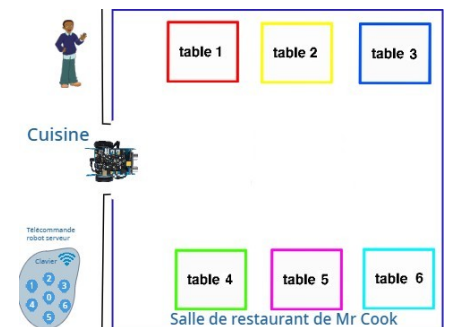 table 1
table 2
table 3
Cuisine
Télécommande
robot serveur
Clavier
2
1
3
0
4
6
5
table 4
table 5
table 6
Salle de restaurant de Mr Cook